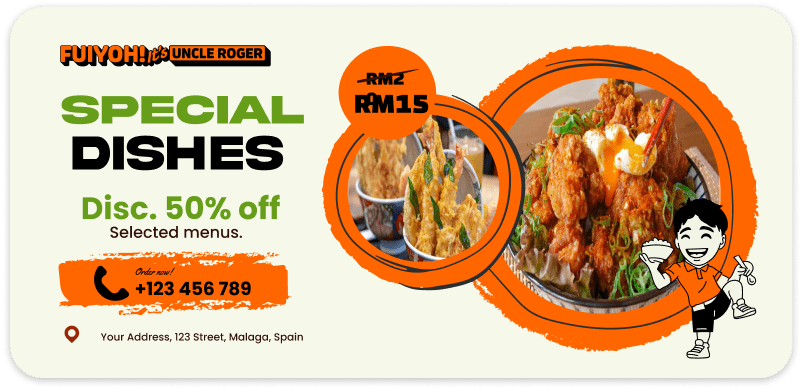 FUIYOH! it's UNCLE ROGER
SPECIAL
DISHES
Disc. 50% off
Selected menus.
Order now!
+123 456 789
Your Address, 123 Street, Malaga, Spain
RM2
0
RM15